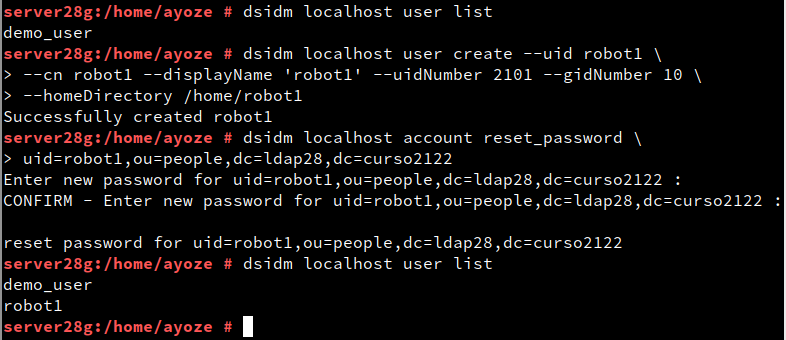 server28g:/home/ayoze # dsidm localhost user list
demo_user
server28g:/home/ayoze # dsidm localhost user create --uid robot1 \
> --cn robot1 --displayName 'robot1' --uidNumber 2101 --gidNumber 10 \
> --homeDirectory /home/robot1
Successfully created robot1
server28g:/home/ayoze # dsidm localhost account reset_password \
> uid=robot1,ou=people,dc=ldap28,dc=curso2122
Enter new password for uid=robot1,ou=people,dc=ldap28,dc=curso2122 :
CONFIRM - Enter new password for uid=robot1,ou=people,dc=ldap28,dc=curso2122 :
reset password for uid=robot1,ou=people,dc=ldap28,dc=curso2122
server28g:/home/ayoze # dsidm localhost user list
demo_user
robot1
server28g:/home/ayoze #